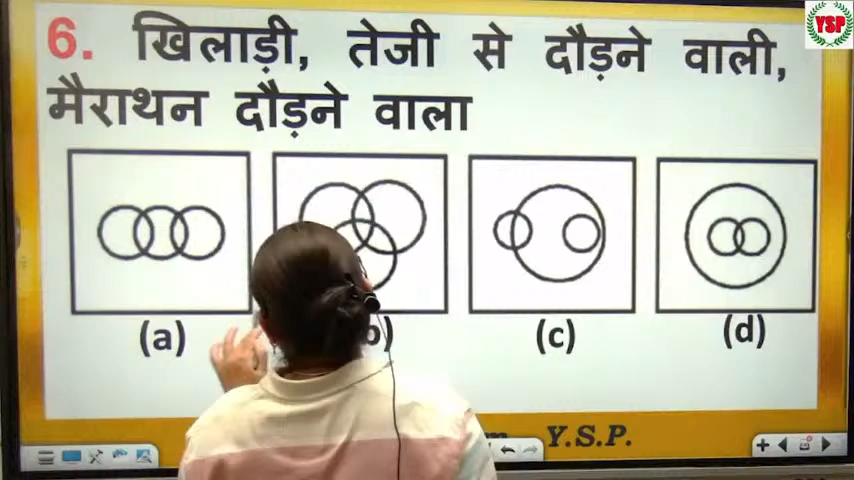 YSP
6. खिलाड़ी, तेजी से दौड़ने वाली,
मैराथन दौड़ने वाला
(a)
b)
(c)
(d)
Y.S.P.